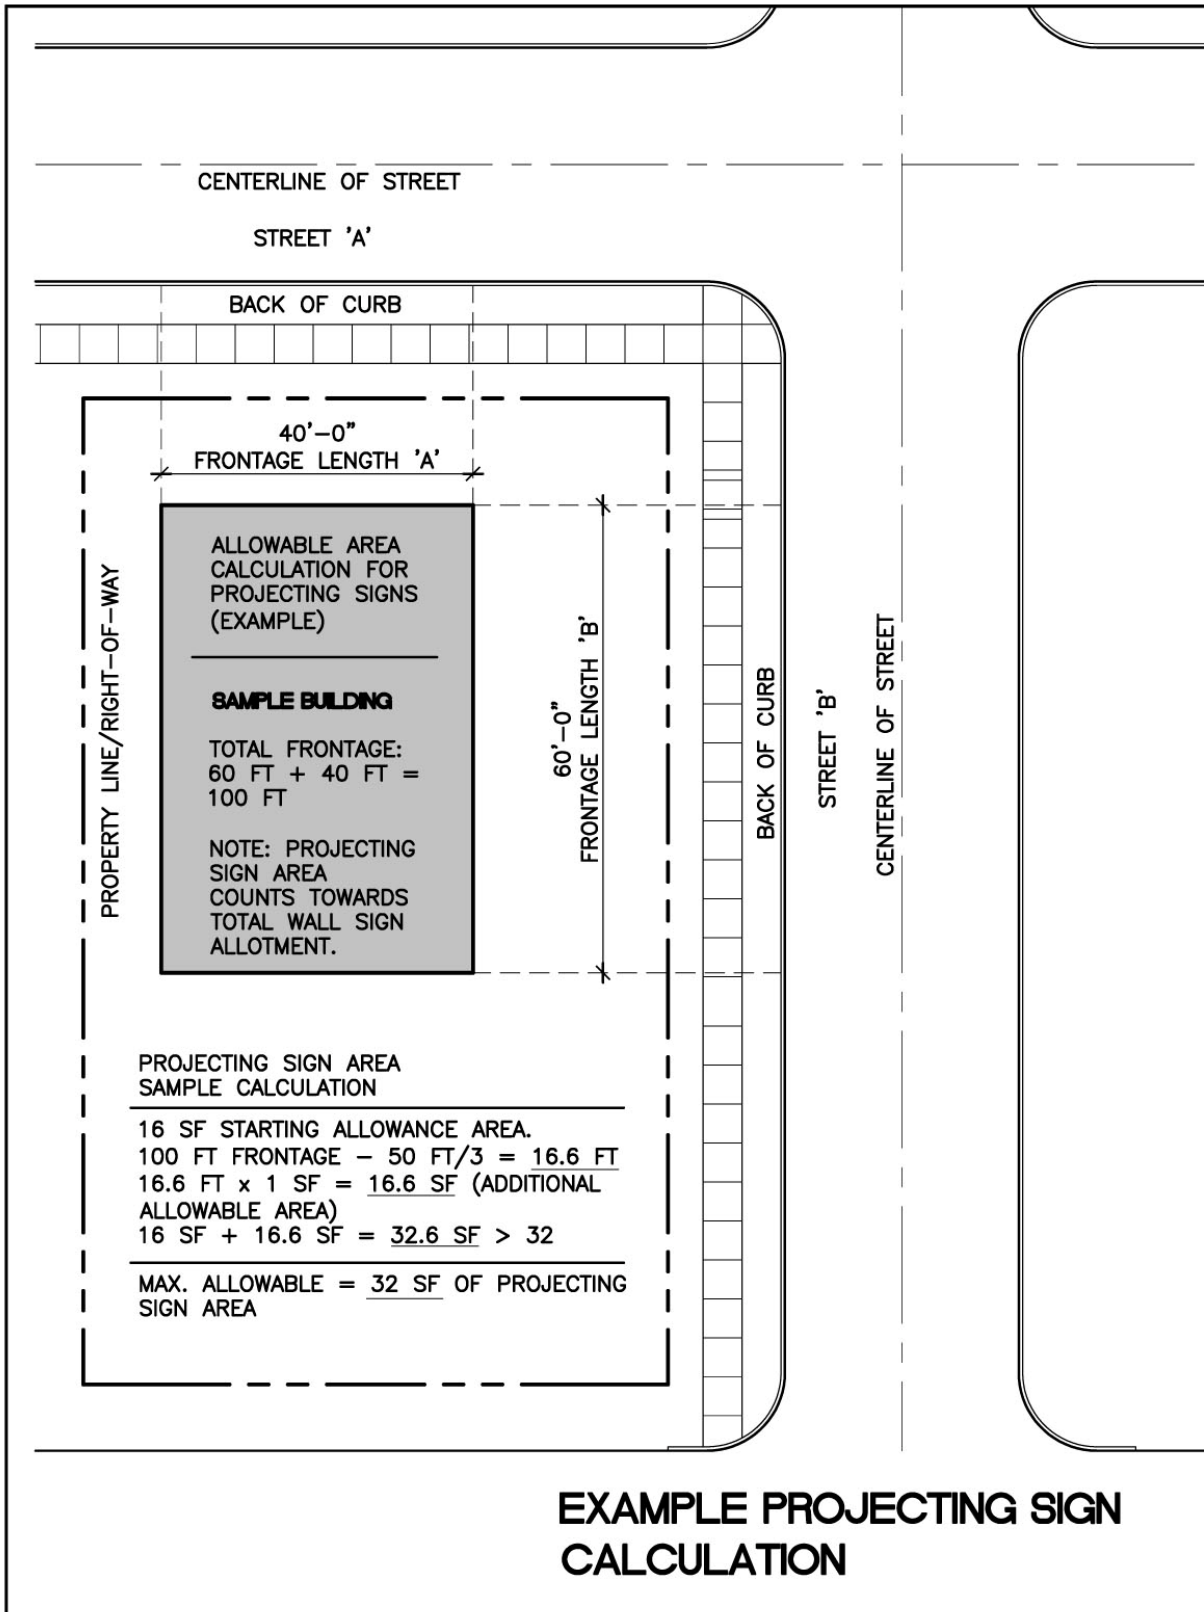 CENTERLINE OF STREET
STREET 'A'
BACK OF CURB
40'-0"
FRONTAGE LENGTH 'A'
ALLOWABLE AREA
CALCULATION FOR
PROJECTING SIGNS
(EXAMPLE)
SAMPLE BUILDING
TOTAL FRONTAGE:
60 FT + 40 FT =
100 FT
NOTE: PROJECTING
SIGN AREA
COUNTS TOWARDS
TOTAL WALL SIGN
ALLOTMENT.
PROPERTY LINE/RIGHT-OF-WAY
60'-0"
FRONTAGE LENGTH 'B'
BACK OF CURB
STREET 'B'
CENTERLINE OF STREET
PROJECTING SIGN AREA
SAMPLE CALCULATION
16 SF STARTING ALLOWANCE AREA.
100 FT FRONTAGE - 50 FT/3 = 16.6 FT
16.6 FT x 1 SF = 16.6 SF (ADDITIONAL
ALLOWABLE AREA)
16 SF + 16.6 SF = 32.6 SF > 32
MAX. ALLOWABLE = 32 SF OF PROJECTING
SIGN AREA
EXAMPLE PROJECTING SIGN
CALCULATION